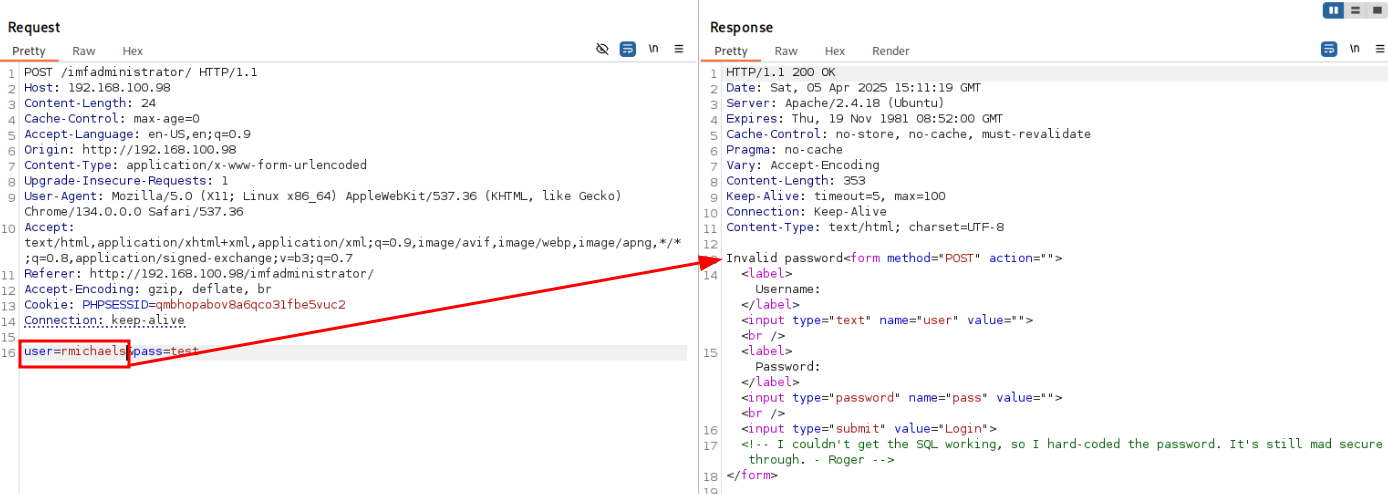 Request
Pretty Raw Hex
\n
1 POST /imfadministrator/ HTTP/1.1
2 Host: 192.168.100.98
3 Content-Length: 24
4 Cache-Control: max-age=0
5 Accept-Language: en-US,en;q=0.9
6 Origin: http://192.168.100.98
7 Content-Type: application/x-www-form-urlencoded
8 Upgrade-Insecure-Requests: 1
9 User-Agent: Mozilla/5.0 (X11; Linux x86_64) AppleWebKit/537.36 (KHTML, like Gecko)
Chrome/134.0.0.0 Safari/537.36
10 Accept:
text/html,application/xhtml+xml,application/xml;q=0.9,image/avif,image/webp,image/apng,*/*
;q=0.8,application/signed-exchange;v=b3;q=0.7
11 Referer: http://192.168.100.98/imfadministrator/
12 Accept-Encoding: gzip, deflate, br
13 Cookie: PHPSESSID=qmbhopabov8a6qco31fbe5vuc2
14 Connection: keep-alive
15
16 user=rmichaels&pass=test
Response
Pretty Raw Hex Render
\n
1 HTTP/1.1 200 OK
2 Date: Sat, 05 Apr 2025 15:11:19 GMT
3 Server: Apache/2.4.18 (Ubuntu)
4 Expires: Thu, 19 Nov 1981 08:52:00 GMT
5 Cache-Control: no-store, no-cache, must-revalidate
6 Pragma: no-cache
7 Vary: Accept-Encoding
8 Content-Length: 353
9 Keep-Alive: timeout=5, max=100
10 Connection: Keep-Alive
11 Content-Type: text/html; charset=UTF-8
12
Invalid password<form method="POST" action="">
14 <label>
Username:
</label>
<input type="text" name="user" value="">
<br />
15 <label>
Password:
</label>
<input type="password" name="pass" value="">
<br />
16 <input type="submit" value="Login">
17 <!-- I couldn't get the SQL working, so I hard-coded the password. It's still mad secure
through. - Roger -->
18 </form>
19